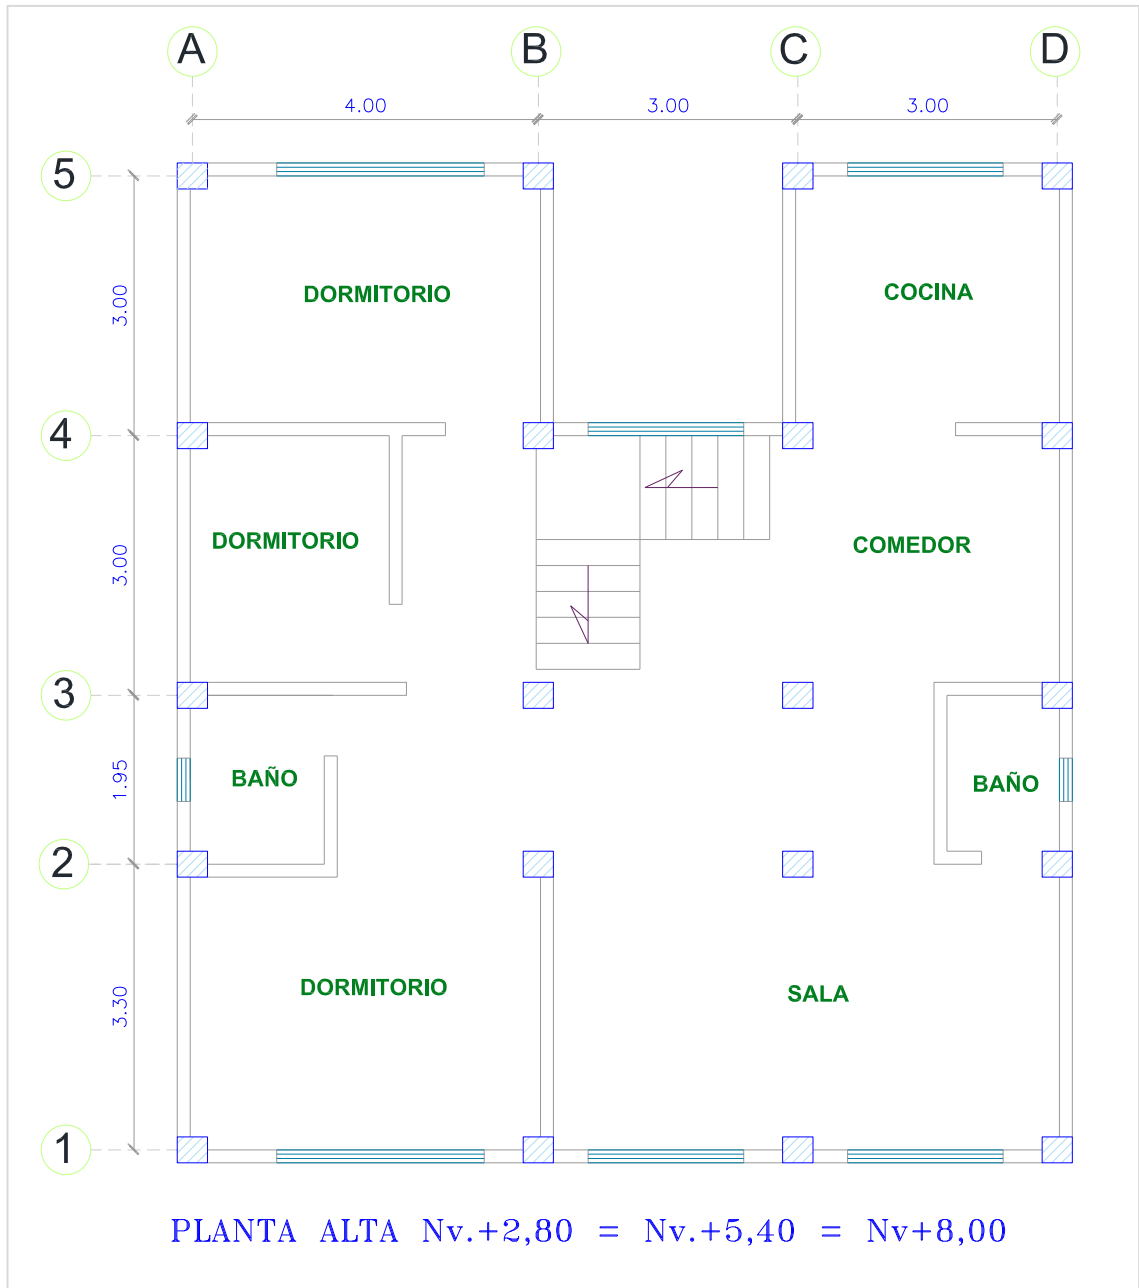 A B C D
4.00 3.00 3.00
5
DORMITORIO COCINA
3.00
4
DORMITORIO COMEDOR
3.00
3
BAÑO BAÑO
1.95
2
DORMITORIO SALA
3.30
1
PLANTA ALTA Nv.+2,80 = Nv.+5,40 = Nv+8,00